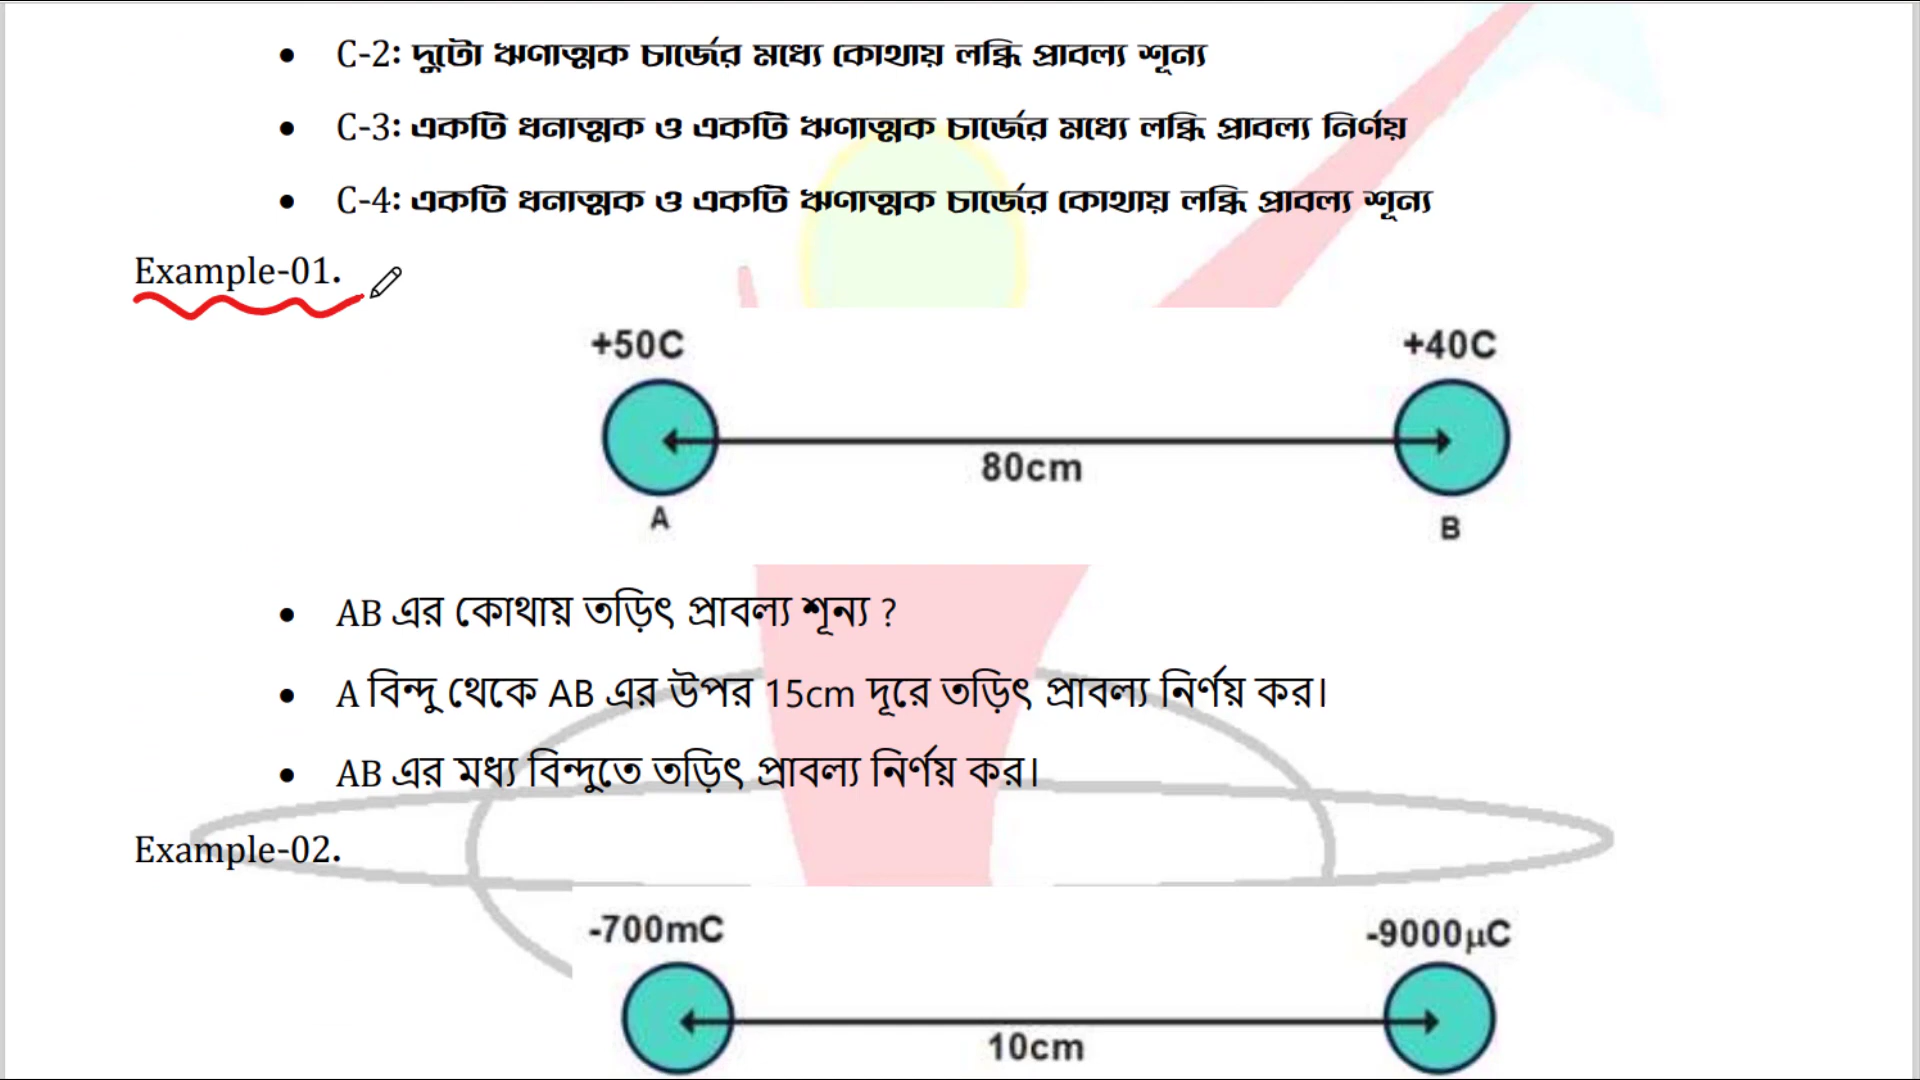 • C-2: দুটো ঋণাত্মক চার্জের মধ্যে কোথায় লব্ধি প্রাবল্য শূন্য
• C-3: একটি ধনাত্মক ও একটি ঋণাত্মক চার্জের মধ্যে লব্ধি প্রাবল্য নির্ণয়
• C-4: একটি ধনাত্মক ও একটি ঋণাত্মক চার্জের কোথায় লব্ধি প্রাবল্য শূন্য
Example-01.
+50C +40C
80cm
A B
• AB এর কোথায় তড়িৎ প্রাবল্য শূন্য ?
• A বিন্দু থেকে AB এর উপর 15cm দূরে তড়িৎ প্রাবল্য নির্ণয় কর।
• AB এর মধ্য বিন্দুতে তড়িৎ প্রাবল্য নির্ণয় কর।
Example-02.
-700mC -9000µC
10cm